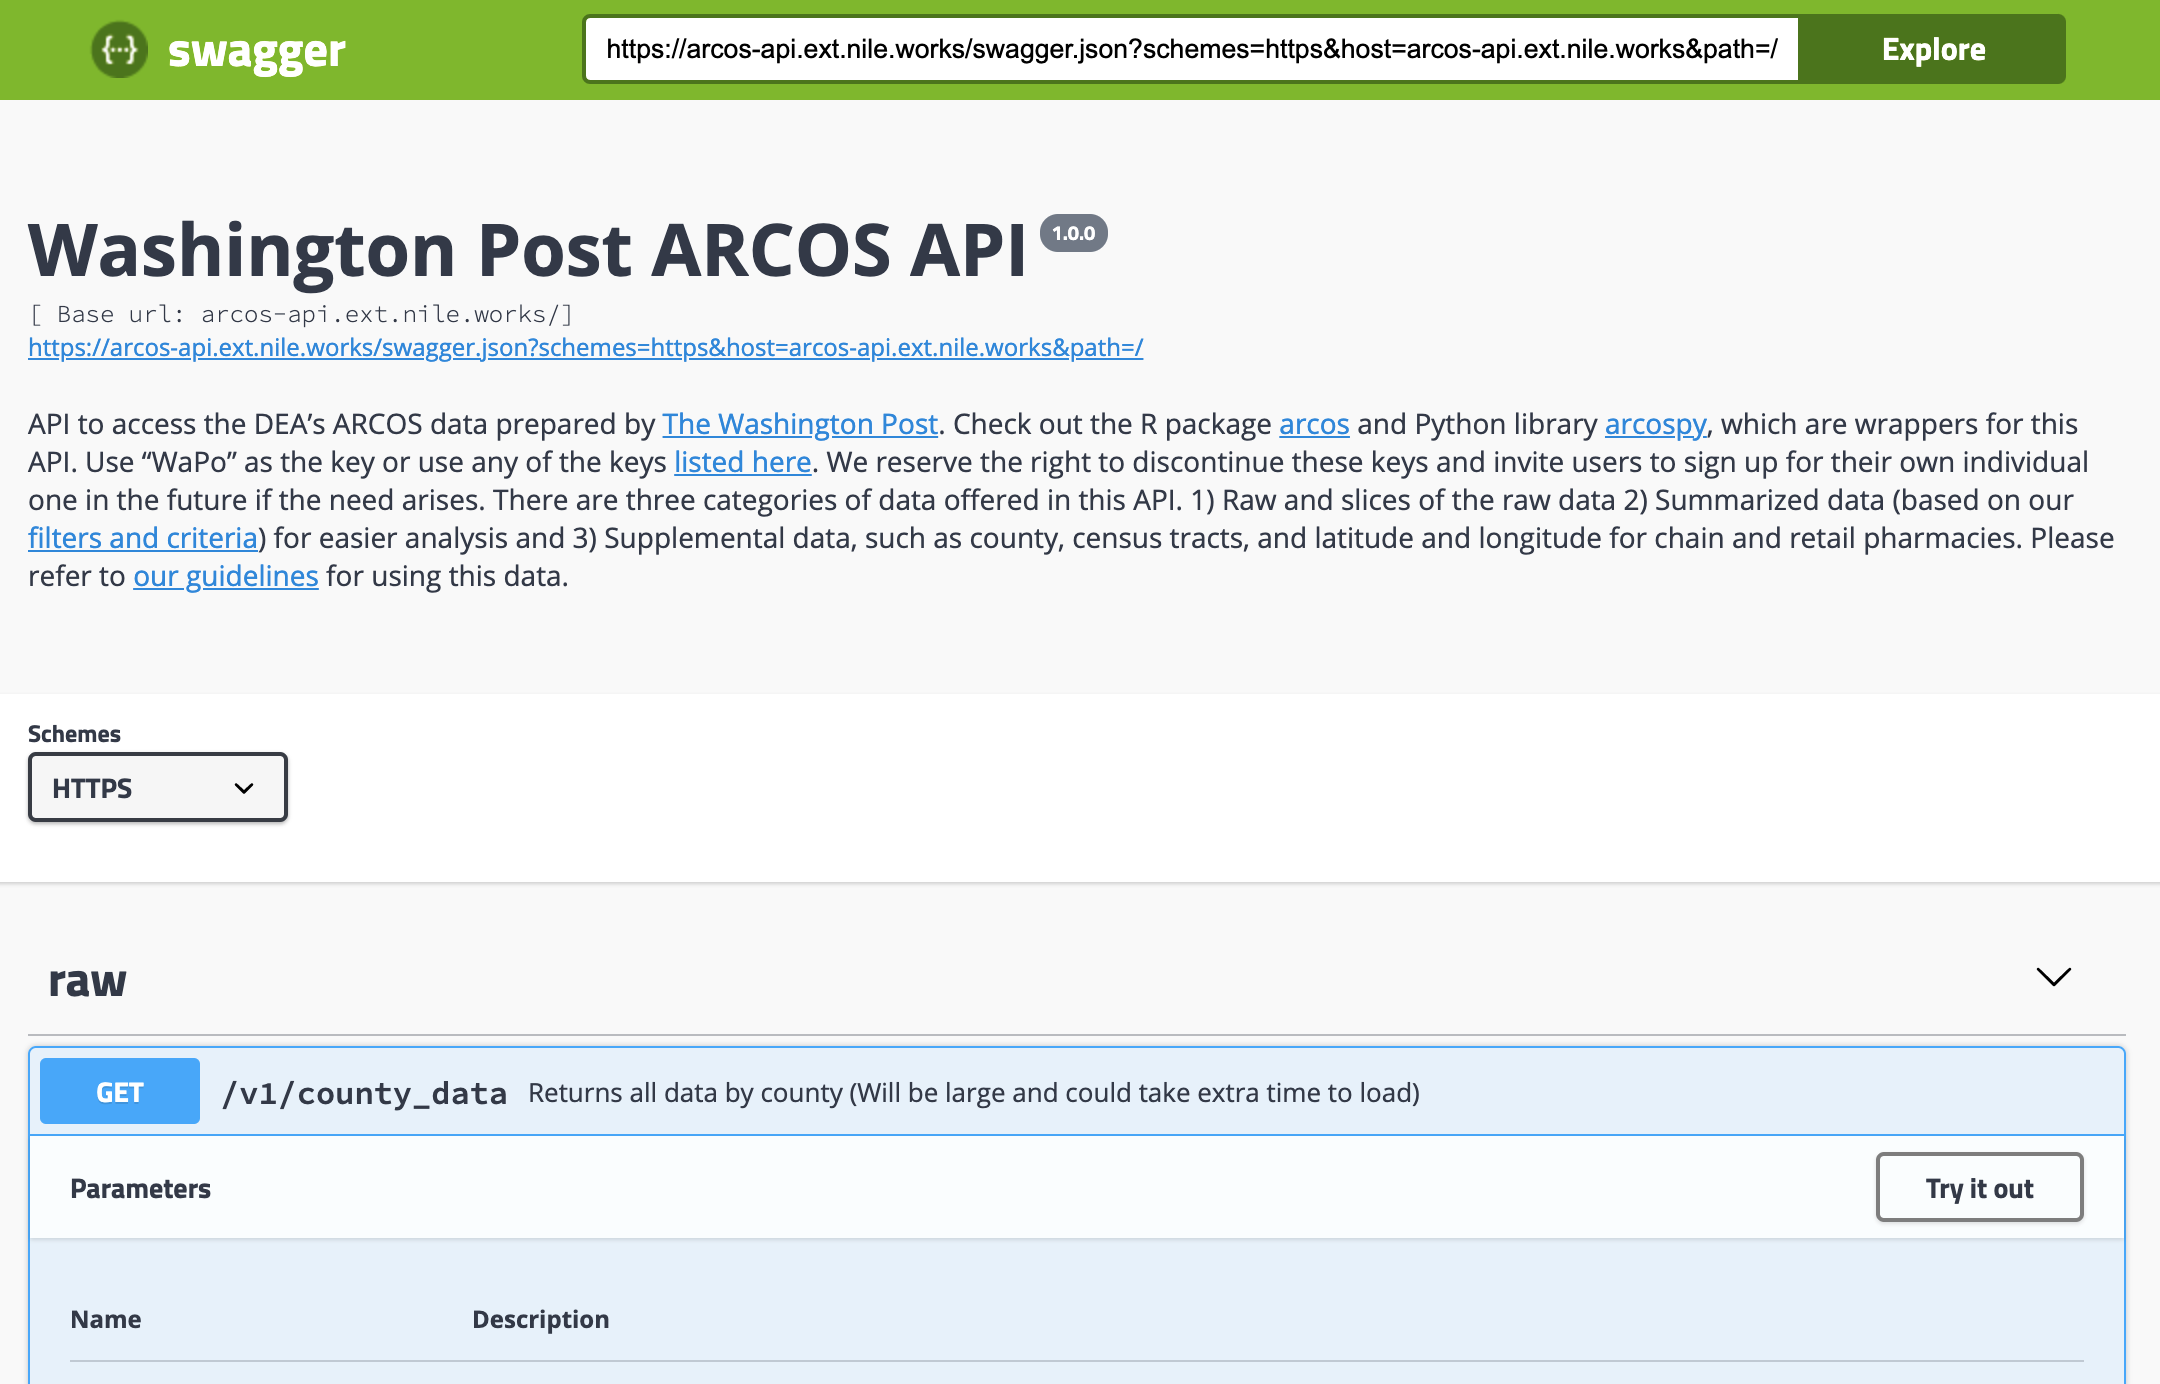 {···} swagger
https://arcos-api.ext.nile.works/swagger.json?schemes=https&host=arcos-api.ext.nile.works&path=/
Explore
Washington Post ARCOS API 1.0.0
[ Base url: arcos-api.ext.nile.works/]
https://arcos-api.ext.nile.works/swagger.json?schemes=https&host=arcos-api.ext.nile.works&path=/
API to access the DEA’s ARCOS data prepared by The Washington Post. Check out the R package arcos and Python library arcospy, which are wrappers for this
API. Use “WaPo” as the key or use any of the keys listed here. We reserve the right to discontinue these keys and invite users to sign up for their own individual
one in the future if the need arises. There are three categories of data offered in this API. 1) Raw and slices of the raw data 2) Summarized data (based on our
filters and criteria) for easier analysis and 3) Supplemental data, such as county, census tracts, and latitude and longitude for chain and retail pharmacies. Please
refer to our guidelines for using this data.
Schemes
HTTPS
raw
GET /v1/county_data Returns all data by county (Will be large and could take extra time to load)
Parameters
Try it out
Name Description